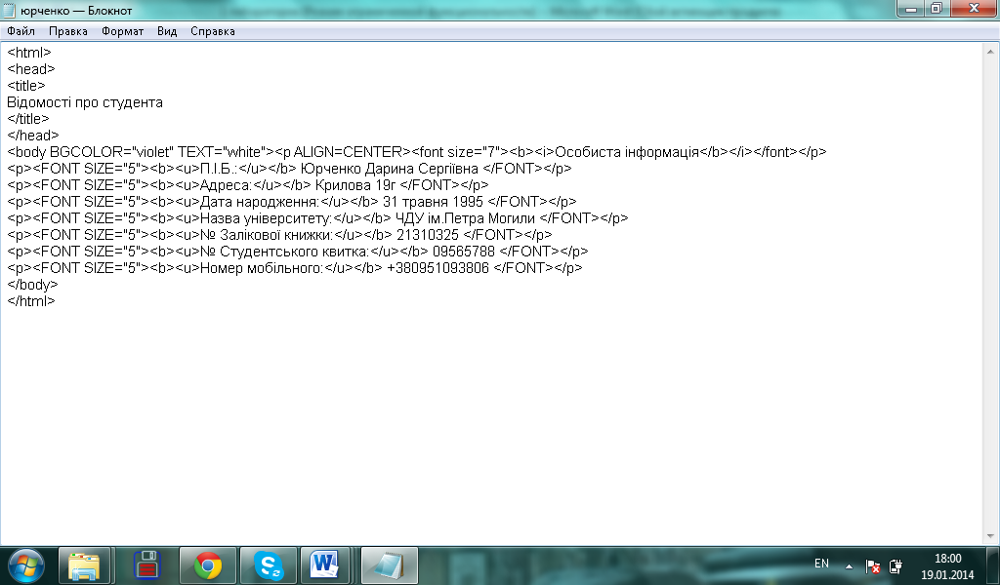 юрченко — Блокнот
Файл Правка Формат Вид Справка
<html>
<head>
<title>
Відомості про студента
</title>
</head>
<body BGCOLOR="violet" TEXT="white"><p ALIGN=CENTER><font size="7"><b><i>Особиста інформація</b></i></font></p>
<p><FONT SIZE="5"><b><u>П.І.Б.:</u></b> Юрченко Дарина Сергіївна </FONT></p>
<p><FONT SIZE="5"><b><u>Адреса:</u></b> Крилова 19г </FONT></p>
<p><FONT SIZE="5"><b><u>Дата народження:</u></b> 31 травня 1995 </FONT></p>
<p><FONT SIZE="5"><b><u>Назва університету:</u></b> ЧДУ ім.Петра Могили </FONT></p>
<p><FONT SIZE="5"><b><u>№ Залікової книжки:</u></b> 21310325 </FONT></p>
<p><FONT SIZE="5"><b><u>№ Студентського квитка:</u></b> 09565788 </FONT></p>
<p><FONT SIZE="5"><b><u>Номер мобільного:</u></b> +380951093806 </FONT></p>
</body>
</html>
EN
18:00
19.01.2014